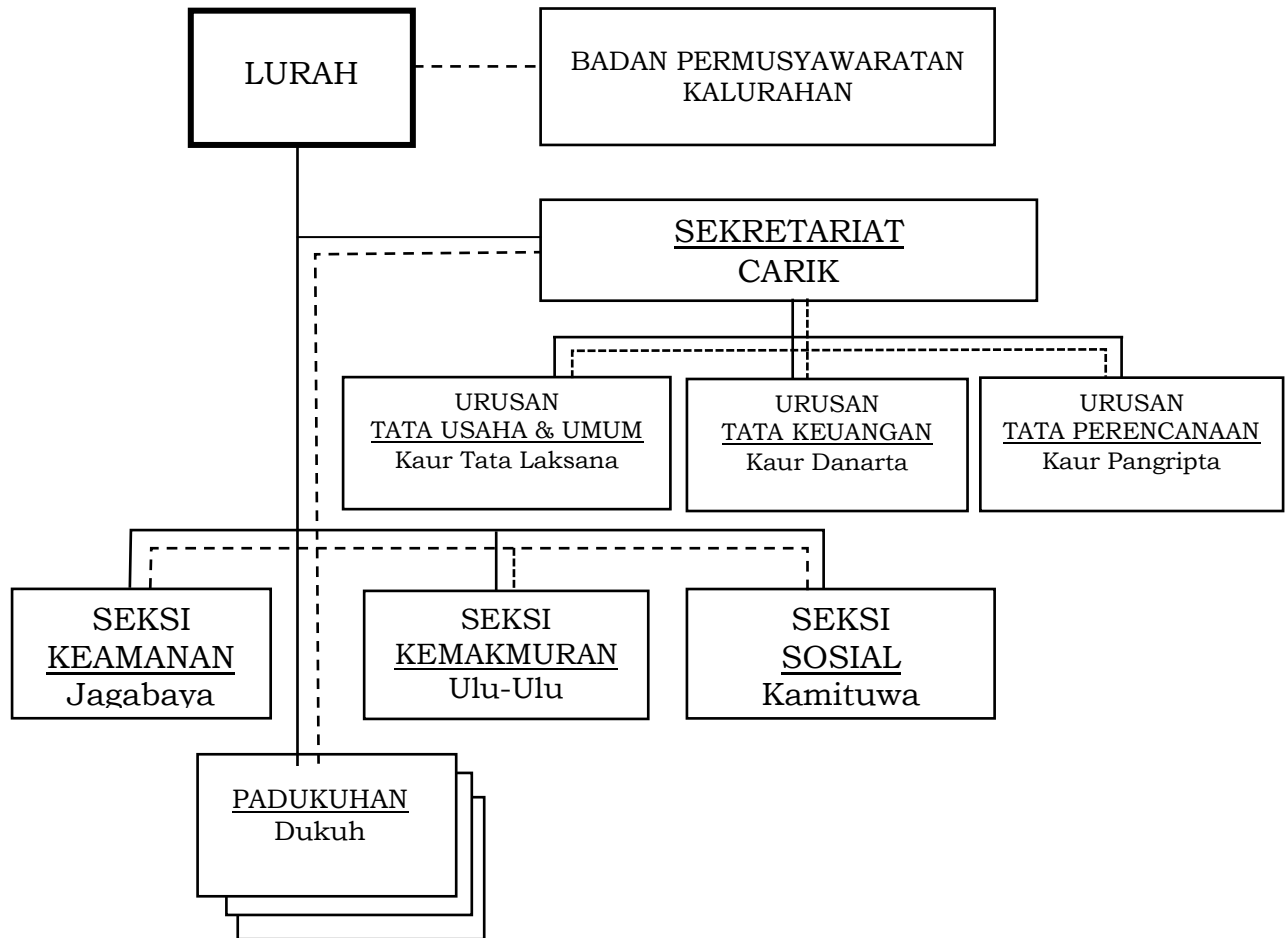 LURAH
BADAN PERMUSYAWARATAN
KALURAHAN
SEKRETARIAT
CARIK
URUSAN
TATA USAHA & UMUM
Kaur Tata Laksana
URUSAN
TATA KEUANGAN
Kaur Danarta
URUSAN
TATA PERENCANAAN
Kaur Pangripta
SEKSI
KEAMANAN
Jagabaya
SEKSI
KEMAKMURAN
Ulu-Ulu
SEKSI
SOSIAL
Kamituwa
PADUKUHAN
Dukuh